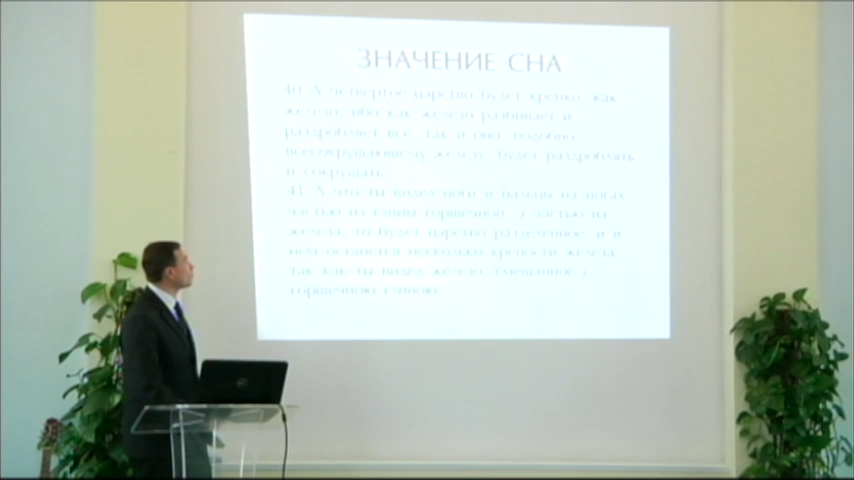 ЗНАЧЕНИЕ СНА
40. А четвертое царство будет крепко, как
железо; ибо как железо разбивает и
раздробляет все, так и оно, подобно
всесокрушающему железу, будет раздроблять
и сокрушать.
41. А что ты видел ноги и пальцы на ногах
частью из глины горшечной, а частью из
железа, то будет царство разделенное, и в
нем останется несколько крепости железа,
так как ты видел железо, смешанное с
горшечною глиною.